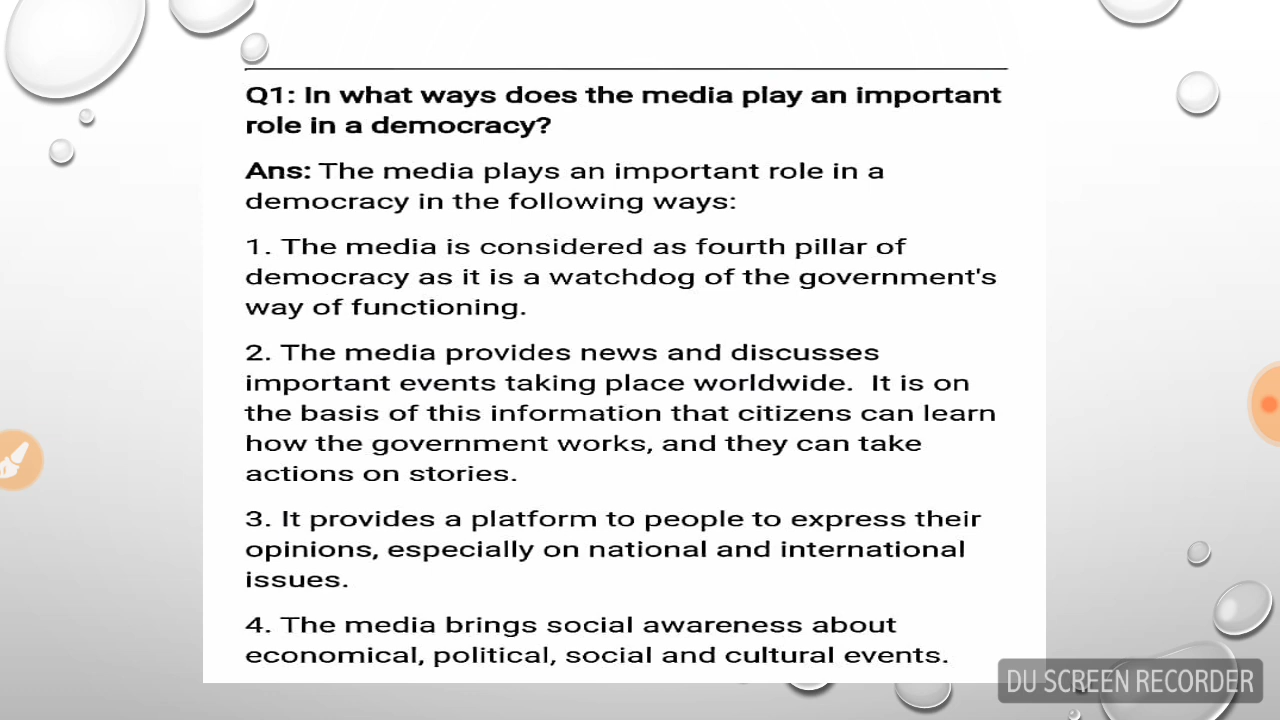 Q1: In what ways does the media play an important
role in a democracy?
Ans: The media plays an important role in a
democracy in the following ways:
1. The media is considered as fourth pillar of
democracy as it is a watchdog of the government's
way of functioning.
2. The media provides news and discusses
important events taking place worldwide.  It is on
the basis of this information that citizens can learn
how the government works, and they can take
actions on stories.
3. It provides a platform to people to express their
opinions, especially on national and international
issues.
4. The media brings social awareness about
economical, political, social and cultural events.
DU SCREEN RECORDER